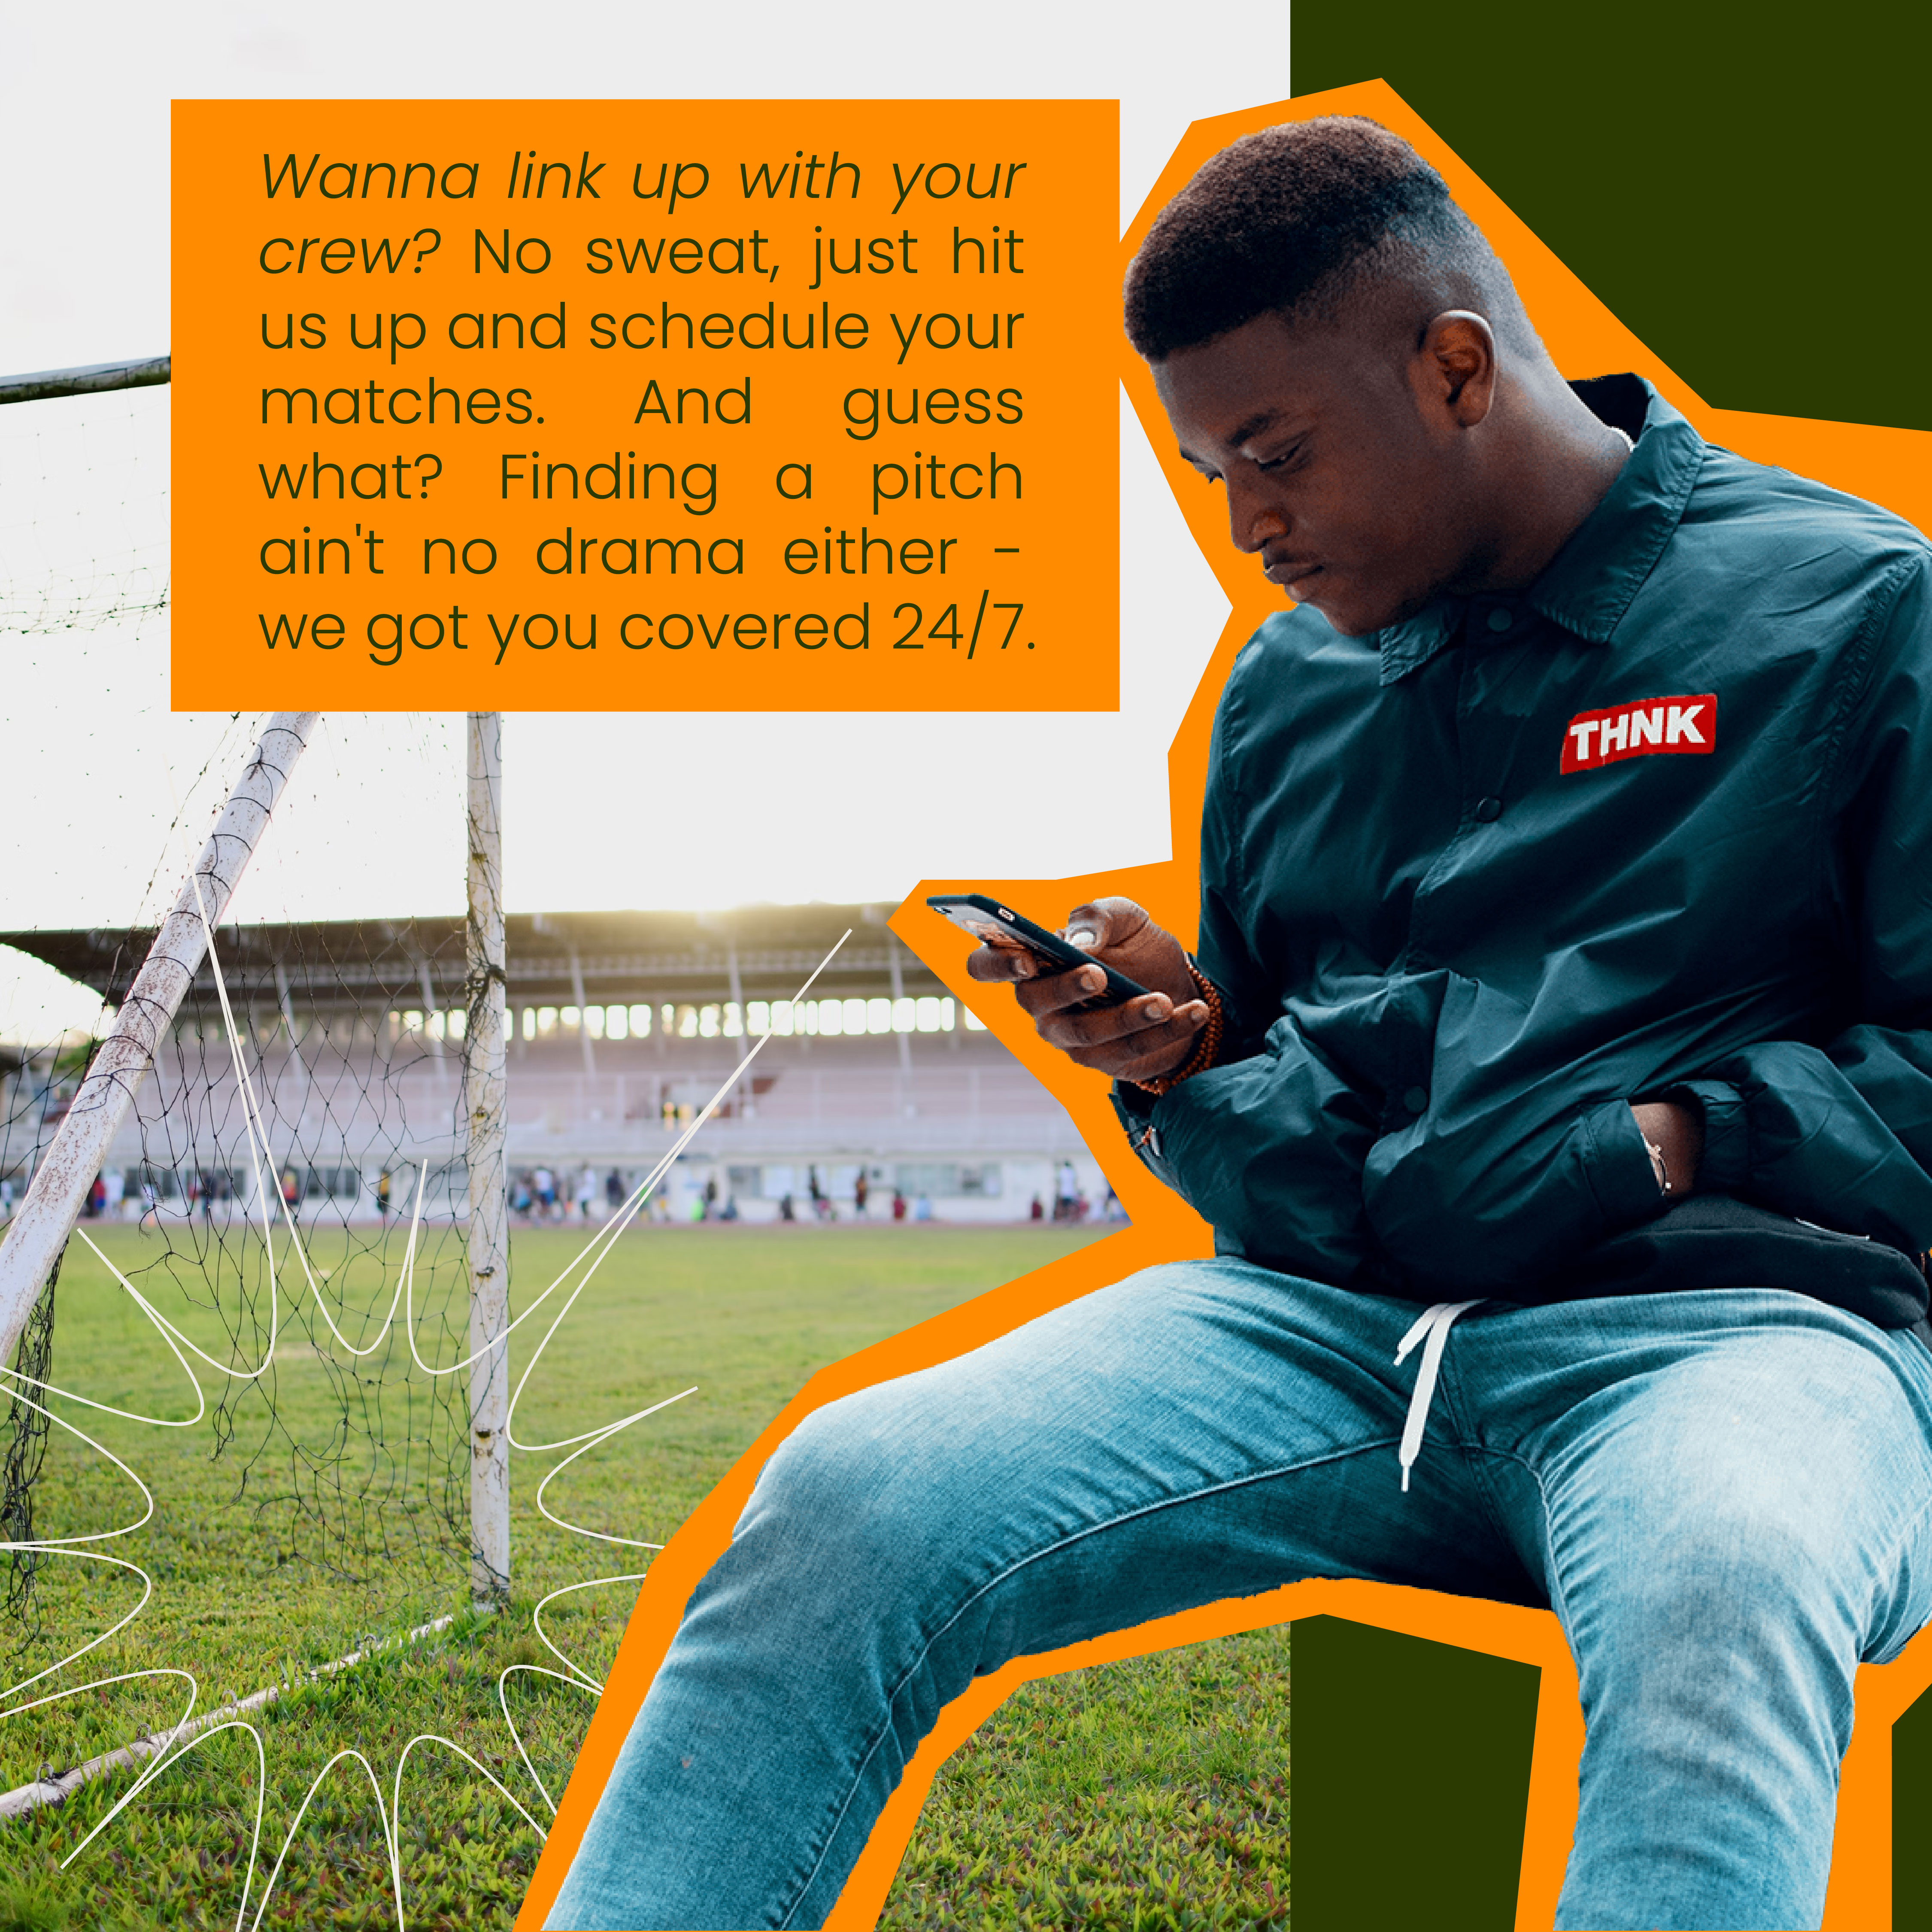 Wanna link up with your
crew? No sweat, just hit
us up and schedule your
matches. And guess
what? Finding a pitch
ain't no drama either -
we got you covered 24/7.
THNK